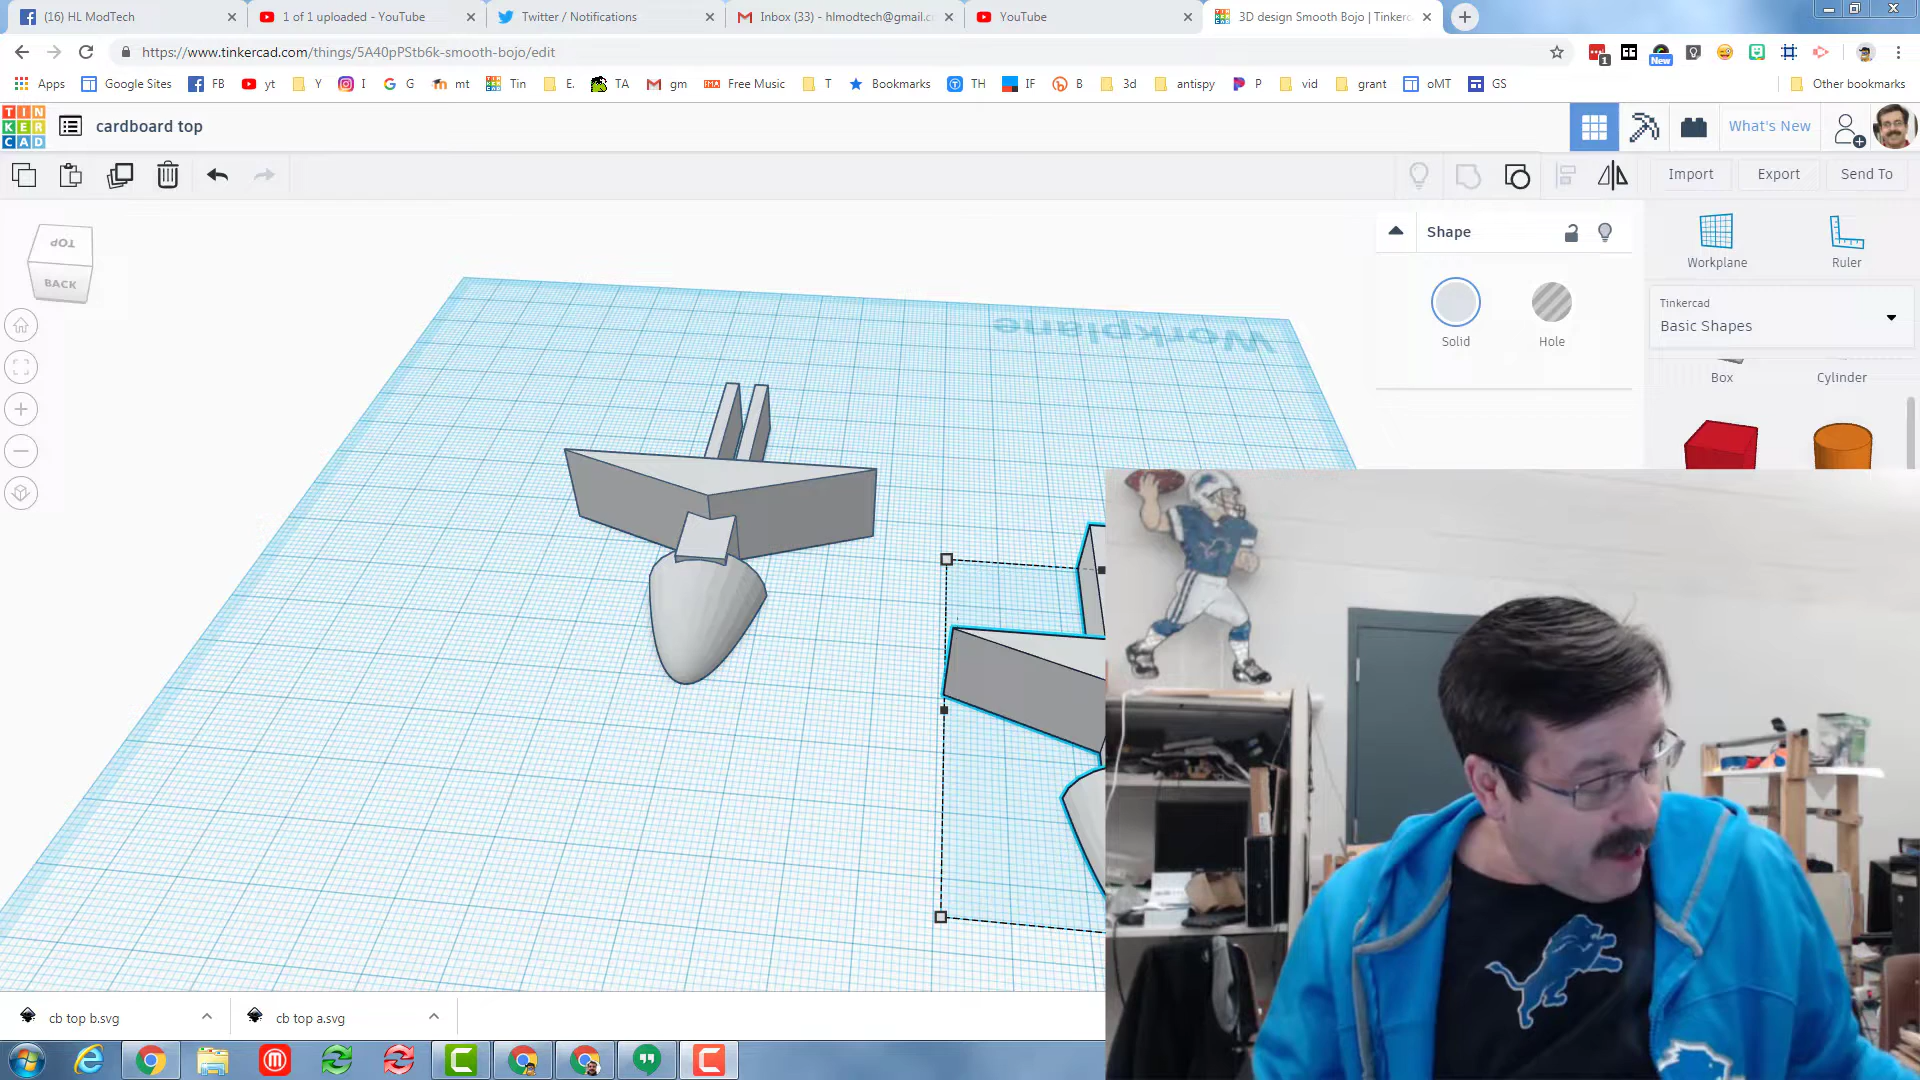 (16) HL ModTech
1 of 1 uploaded - YouTube
Twitter / Notifications
Inbox (33) - hlmodtech@gmail.c
YouTube
3D design Smooth Bojo | Tinkerc
https://www.tinkercad.com/things/5A40pPStb6k-smooth-bojo/edit
1
New
Apps
Google Sites
FB
yt
Y
I
G
mt
Tin
E.
TA
gm
Free Music
T
Bookmarks
TH
IF
B
3d
antispy
P
vid
grant
oMT
GS
Other bookmarks
TIN
KER
CAD
cardboard top
What's New
Import
Export
Send To
TOP
BACK
Workplane
Shape
Solid
Hole
Workplane
Ruler
Tinkercad
Basic Shapes
Box
Cylinder
cb top b.svg
cb top a.svg